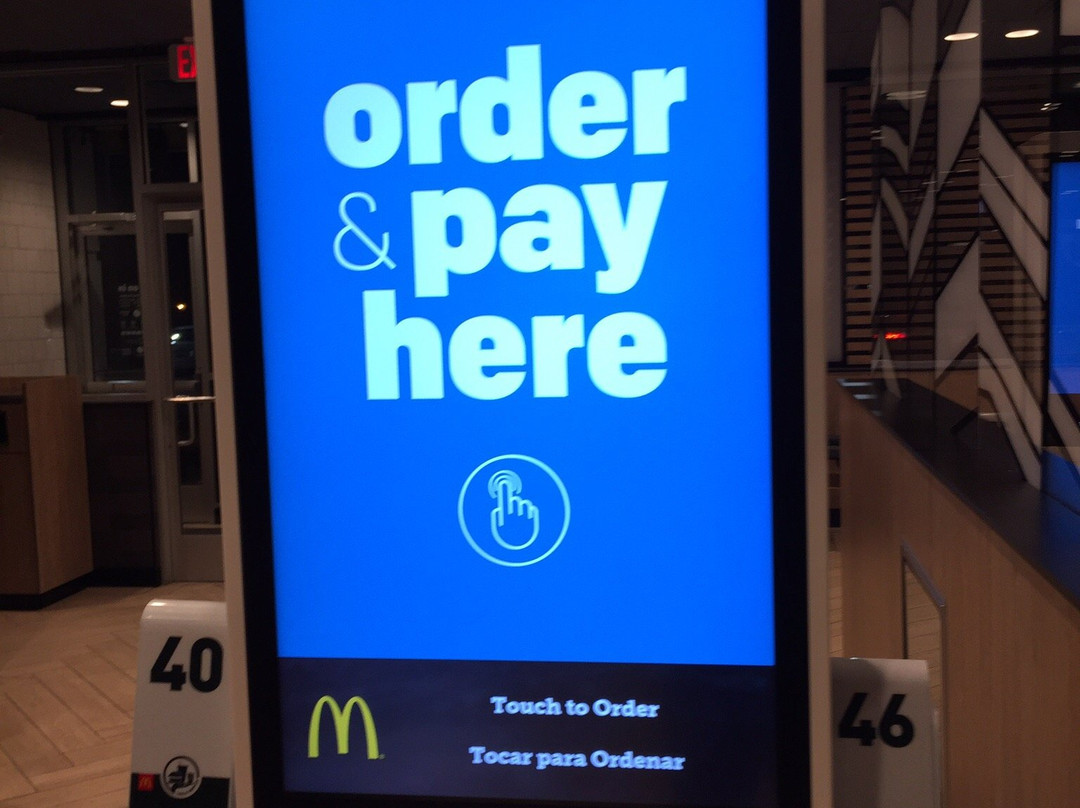 order
& pay
here
Touch to Order
Tocar para Ordenar
40
46